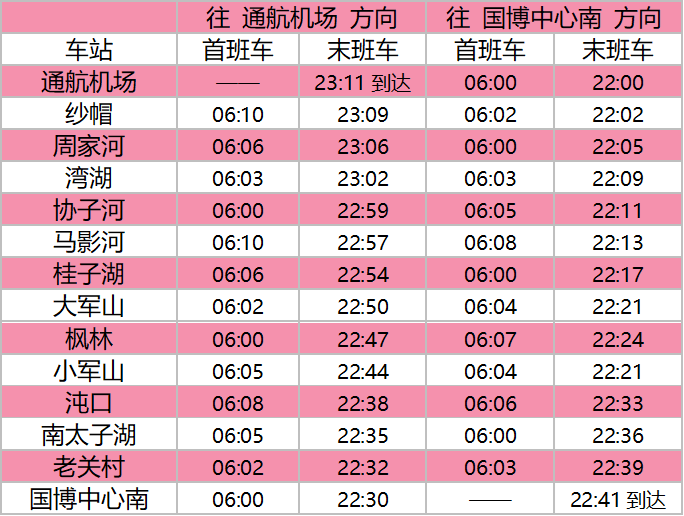 往 通航机场 方向 往 国博中心南 方向
车站 首班车 末班车 首班车 末班车
通航机场 —— 23:11 到达 06:00 22:00
纱帽 06:10 23:09 06:02 22:02
周家河 06:06 23:06 06:00 22:05
湾湖 06:03 23:02 06:03 22:09
协子河 06:00 22:59 06:05 22:11
马影河 06:10 22:57 06:08 22:13
桂子湖 06:06 22:54 06:00 22:17
大军山 06:02 22:50 06:04 22:21
枫林 06:00 22:47 06:07 22:24
小军山 06:05 22:44 06:04 22:21
沌口 06:08 22:38 06:06 22:33
南太子湖 06:05 22:35 06:00 22:36
老关村 06:02 22:32 06:03 22:39
国博中心南 06:00 22:30 —— 22:41 到达